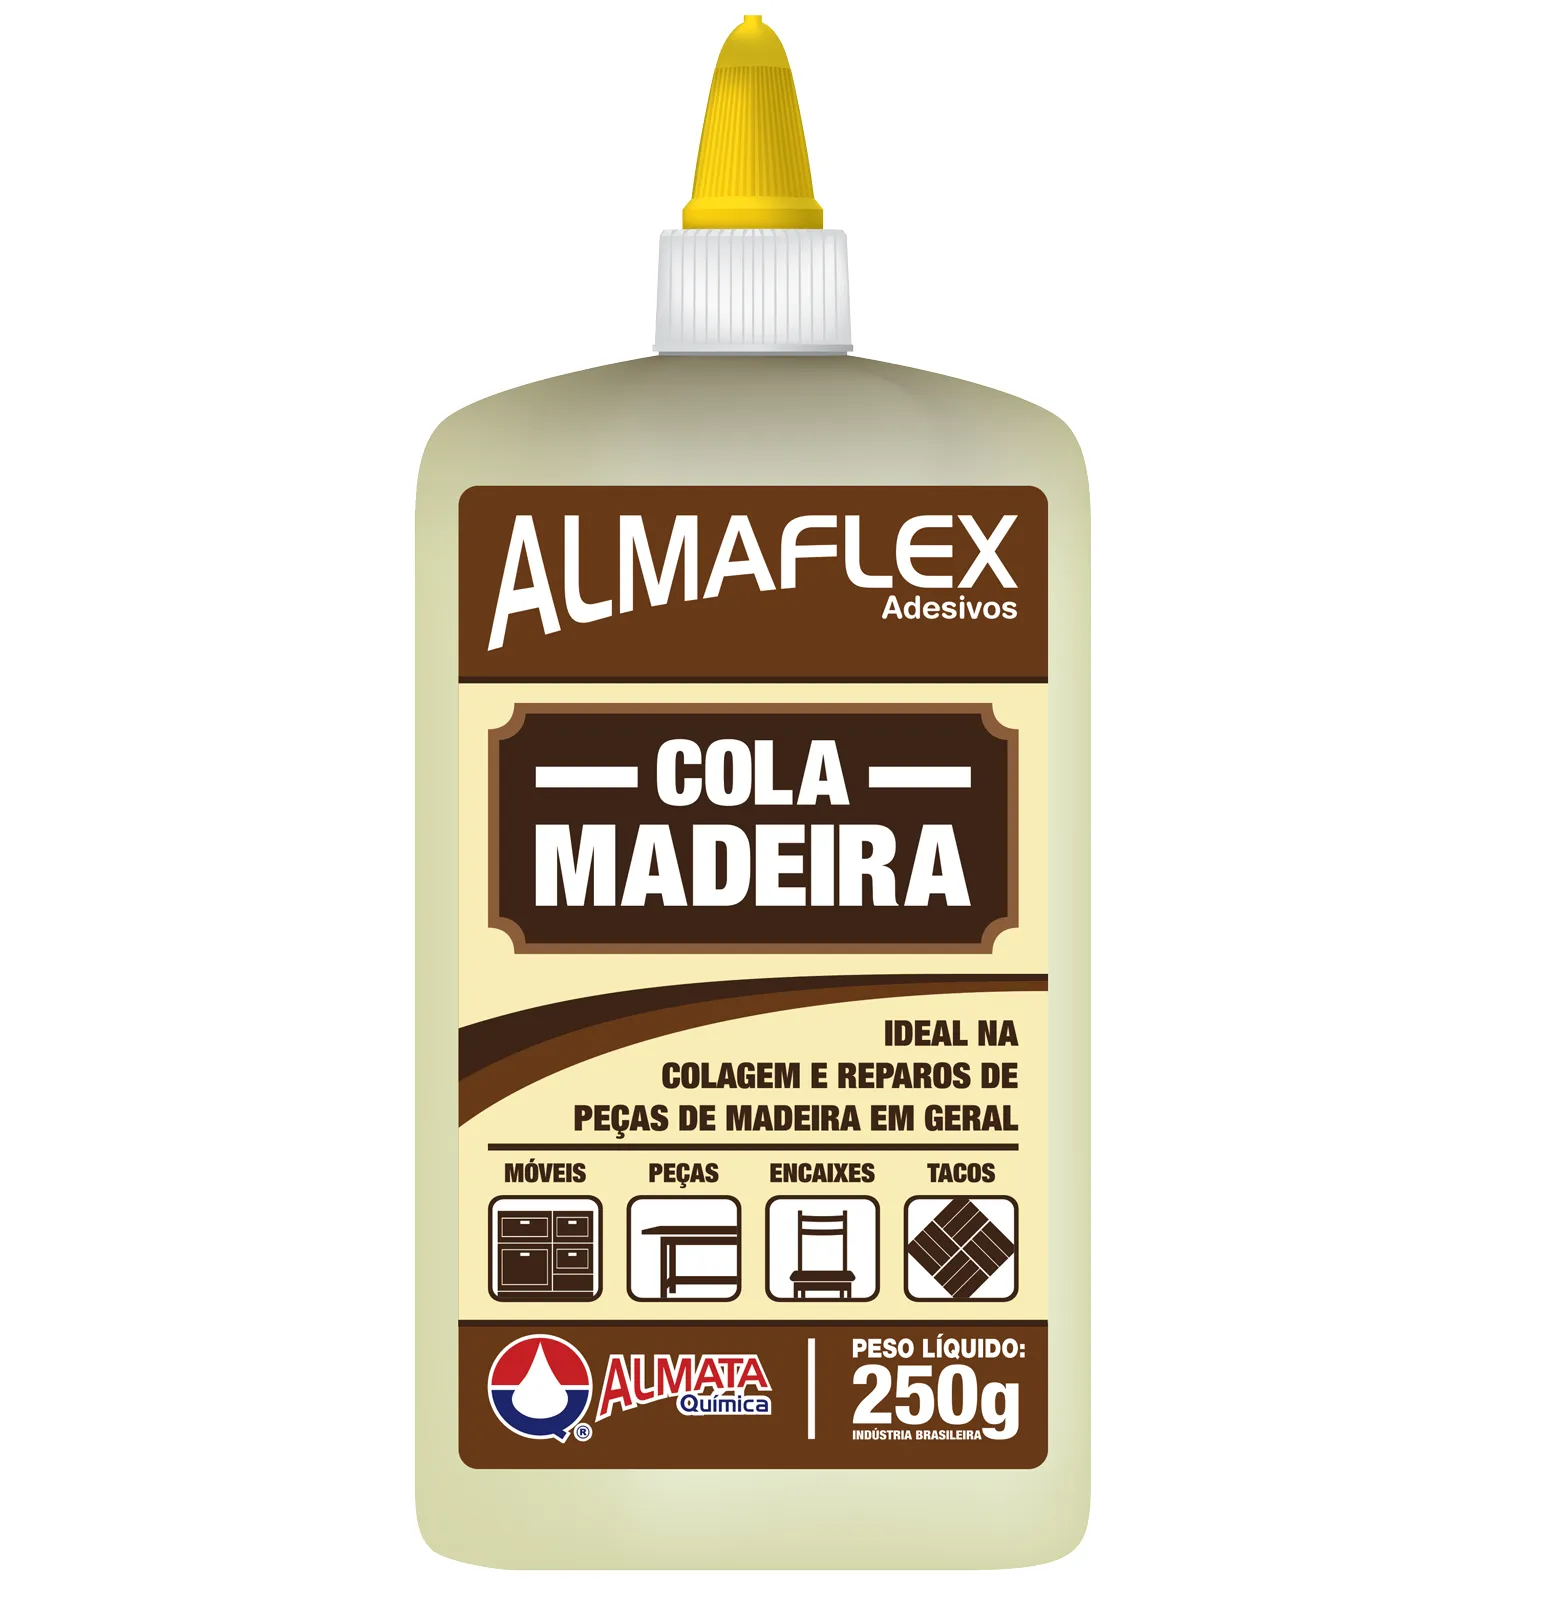 ALMAFLEX
Adesivos
COLA
MADEIRA
IDEAL NA
COLAGEM E REPAROS DE
PEÇAS DE MADEIRA EM GERAL
MÓVEIS PEÇAS ENCAIXES TACOS
ALMATA
Química
®
PESO LÍQUIDO:
250g
INDÚSTRIA BRASILEIRA